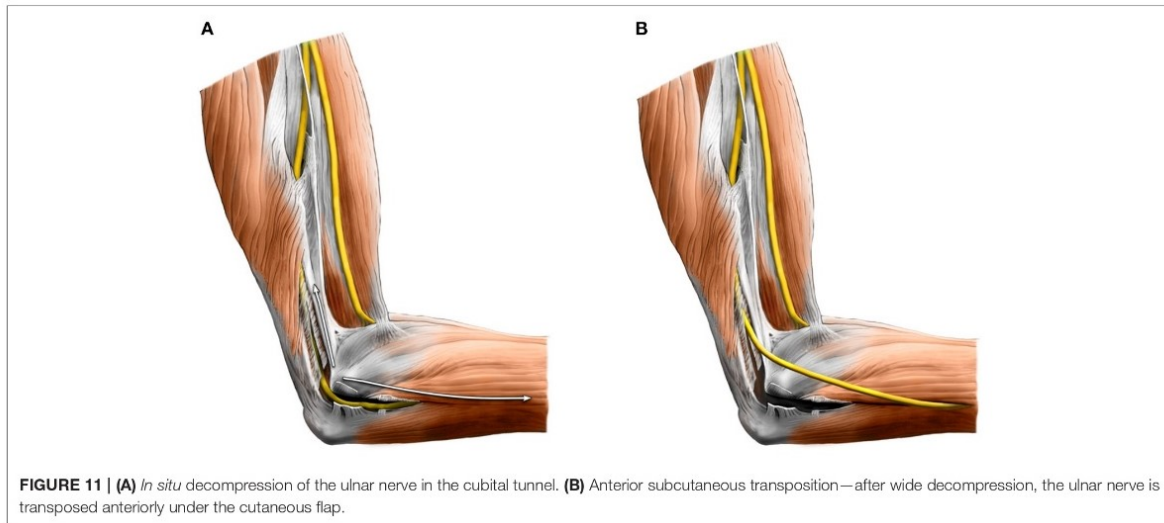 A B
FIGURE 11 | (A) In situ decompression of the ulnar nerve in the cubital tunnel. (B) Anterior subcutaneous transposition—after wide decompression, the ulnar nerve is
transposed anteriorly under the cutaneous flap.